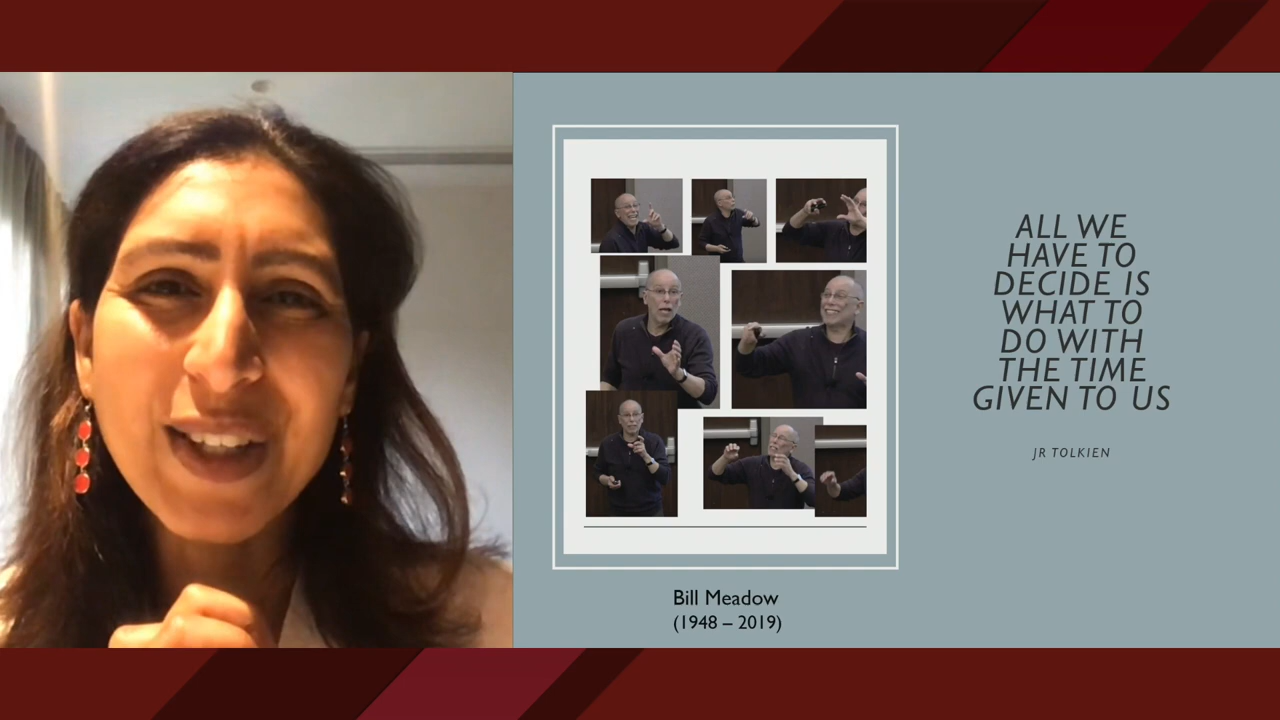 ALL WE
HAVE TO
DECIDE IS
WHAT TO
DO WITH
THE TIME
GIVEN TO US
JR TOLKIEN
Bill Meadow
(1948 – 2019)